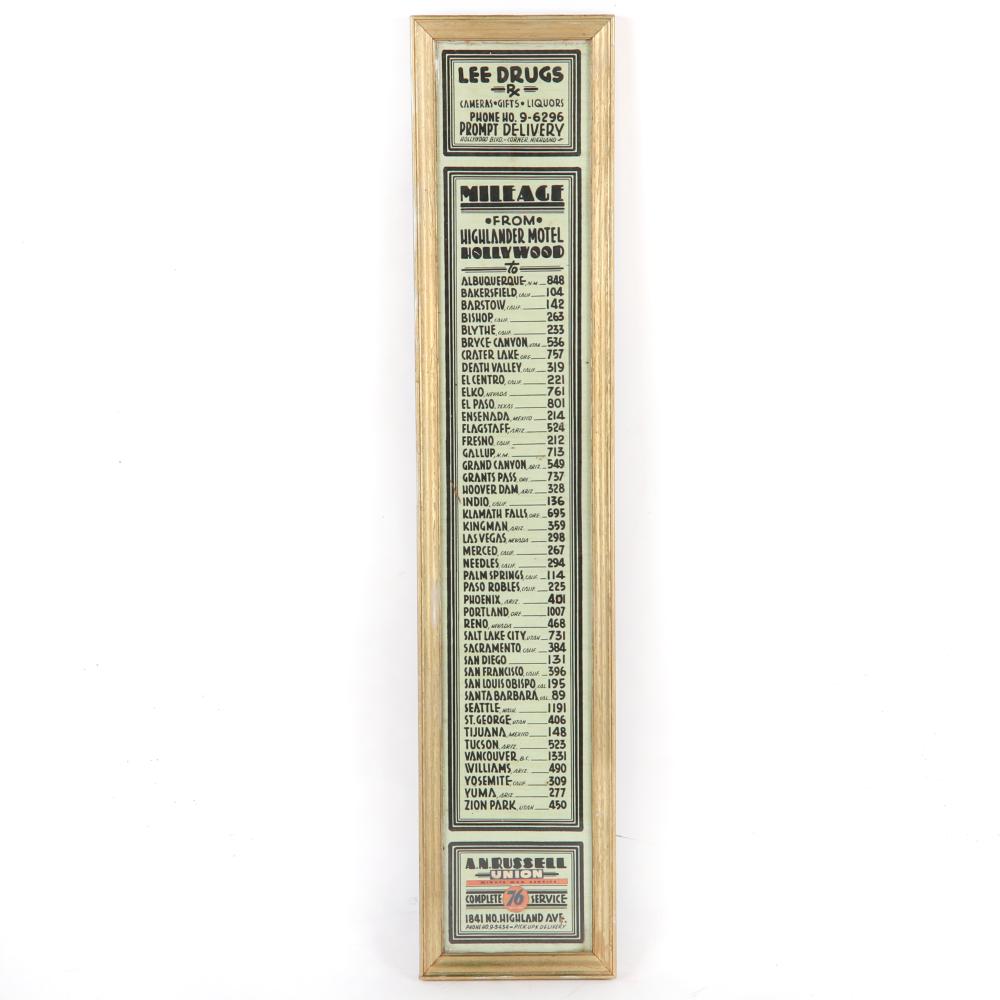 LEE DRUGS
Rx
CAMERAS • GIFTS • LIQUORS
PHONE NO. 9-6296
PROMPT DELIVERY
HOLLYWOOD BLVD. - CORNER HIGHLAND
MILEAGE
• FROM •
HIGHLANDER MOTEL
HOLLYWOOD
to
ALBUQUERQUE, N.M. 848
BAKERSFIELD, CALIF. 104
BARSTOW, CALIF. 142
BISHOP, CALIF. 263
BLYTHE, CALIF. 233
BRYCE CANYON, UTAH 536
CRATER LAKE, ORE. 757
DEATH VALLEY, CALIF. 319
EL CENTRO, CALIF. 221
ELKO, NEVADA 761
EL PASO, TEXAS 801
ENSENADA, MEXICO 214
FLAGSTAFF, ARIZ. 524
FRESNO, CALIF. 212
GALLUP, N.M. 713
GRAND CANYON, ARIZ. 549
GRANTS PASS, ORE. 737
HOOVER DAM, ARIZ. 328
INDIO, CALIF. 136
KLAMATH FALLS, ORE. 695
KINGMAN, ARIZ. 359
LAS VEGAS, NEVADA 298
MERCED, CALIF. 267
NEEDLES, CALIF. 294
PALM SPRINGS, CALIF. 114
PASO ROBLES, CALIF. 225
PHOENIX, ARIZ. 401
PORTLAND, ORE. 1007
RENO, NEVADA 468
SALT LAKE CITY, UTAH 731
SACRAMENTO, CALIF. 384
SAN DIEGO 131
SAN FRANCISCO, CALIF. 396
SAN LOUIS OBISPO, CAL. 195
SANTA BARBARA, CAL. 89
SEATTLE, WASH. 1191
ST. GEORGE, UTAH 406
TIJUANA, MEXICO 148
TUCSON, ARIZ. 523
VANCOUVER, B.C. 1331
WILLIAMS, ARIZ. 490
YOSEMITE, CALIF. 309
YUMA, ARIZ. 277
ZION PARK, UTAH 450
A.N. RUSSELL
UNION
MINUTE MAN SERVICE
COMPLETE 76 SERVICE
1841 NO. HIGHLAND AVE.
PHONE NO. 9-5454 - PICK UP & DELIVERY